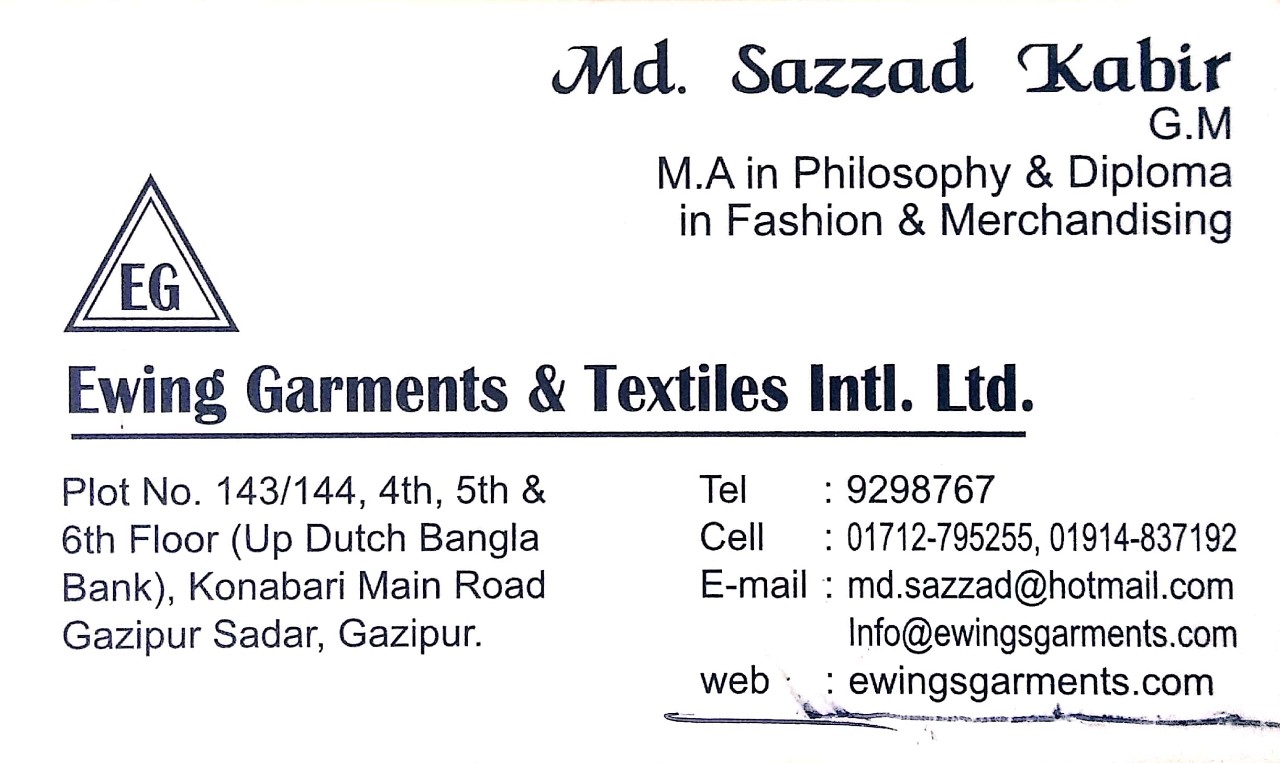 Md. Sazzad Kabir
G.M
M.A in Philosophy & Diploma
in Fashion & Merchandising
EG
Ewing Garments & Textiles Intl. Ltd.
Plot No. 143/144, 4th, 5th &
6th Floor (Up Dutch Bangla
Bank), Konabari Main Road
Gazipur Sadar, Gazipur.
Tel : 9298767
Cell : 01712-795255, 01914-837192
E-mail : md.sazzad@hotmail.com
Info@ewingsgarments.com
web : ewingsgarments.com